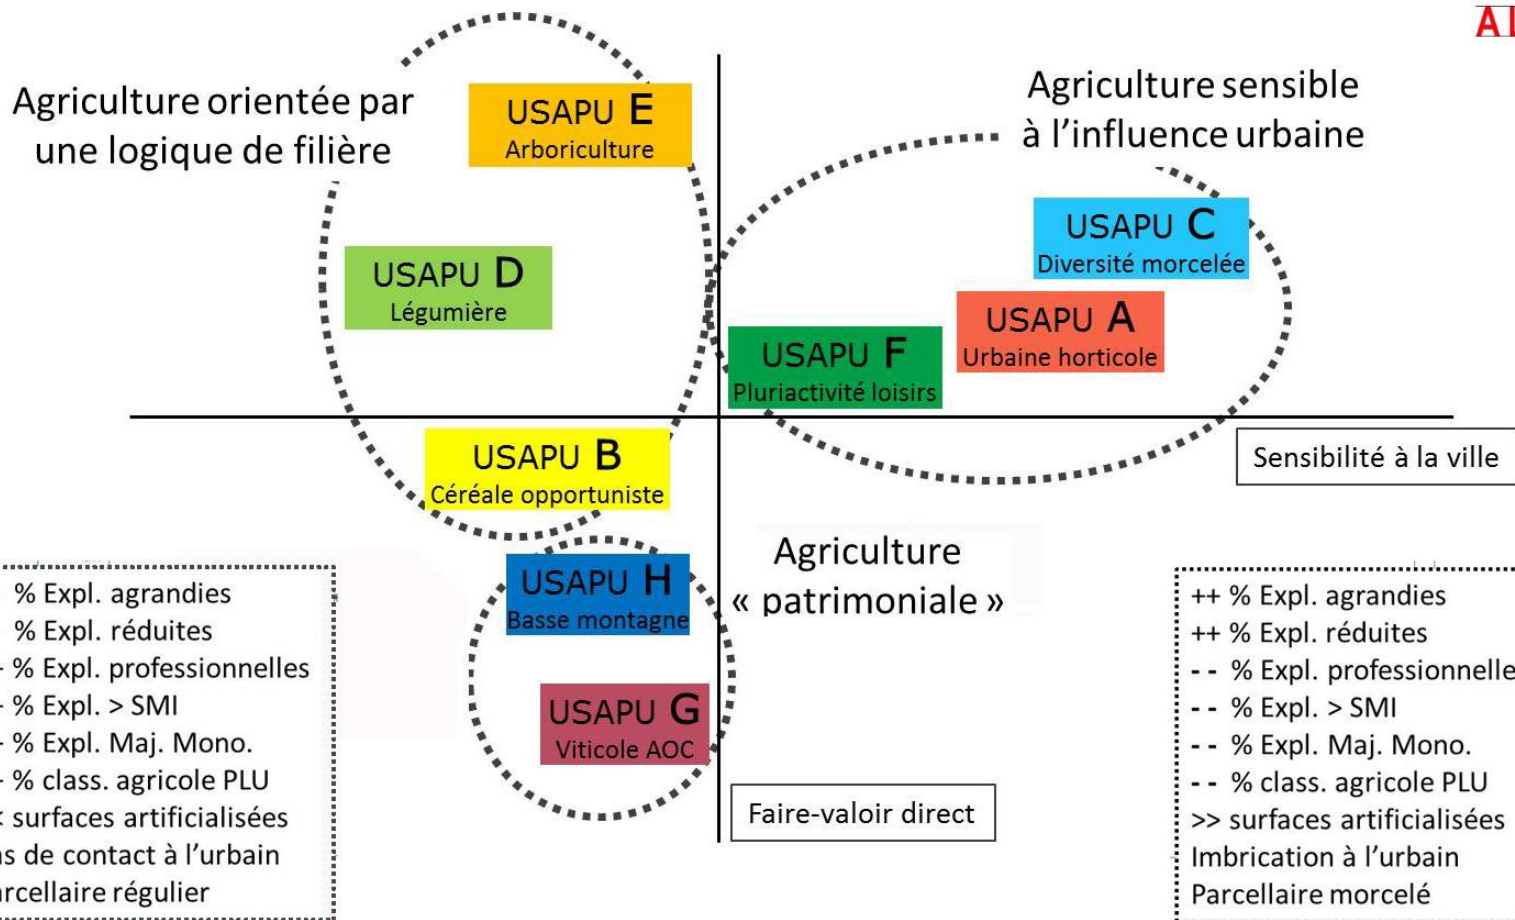 Agriculture orientée par
une logique de filière
USAPU E
Arboriculture
Agriculture sensible
à l'influence urbaine
USAPU C
Diversité morcelée
USAPU D
Légumière
USAPU A
Urbaine horticole
USAPU F
Pluriactivité loisirs
Sensibilité à la ville
USAPU B
Céréale opportuniste
USAPU H
Basse montagne
Agriculture
« patrimoniale »
USAPU G
Viticole AOC
Faire-valoir direct
% Expl. agrandies
% Expl. réduites
% Expl. professionnelles
% Expl. > SMI
% Expl. Maj. Mono.
% class. agricole PLU
surfaces artificialisées
de contact à l'urbain
régulier
++ % Expl. agrandies
++ % Expl. réduites
- - % Expl. professionnelle
- - % Expl. > SMI
- - % Expl. Maj. Mono.
- - % class. agricole PLU
>> surfaces artificialisées
Imbrication à l'urbain
Parcellaire morcelé